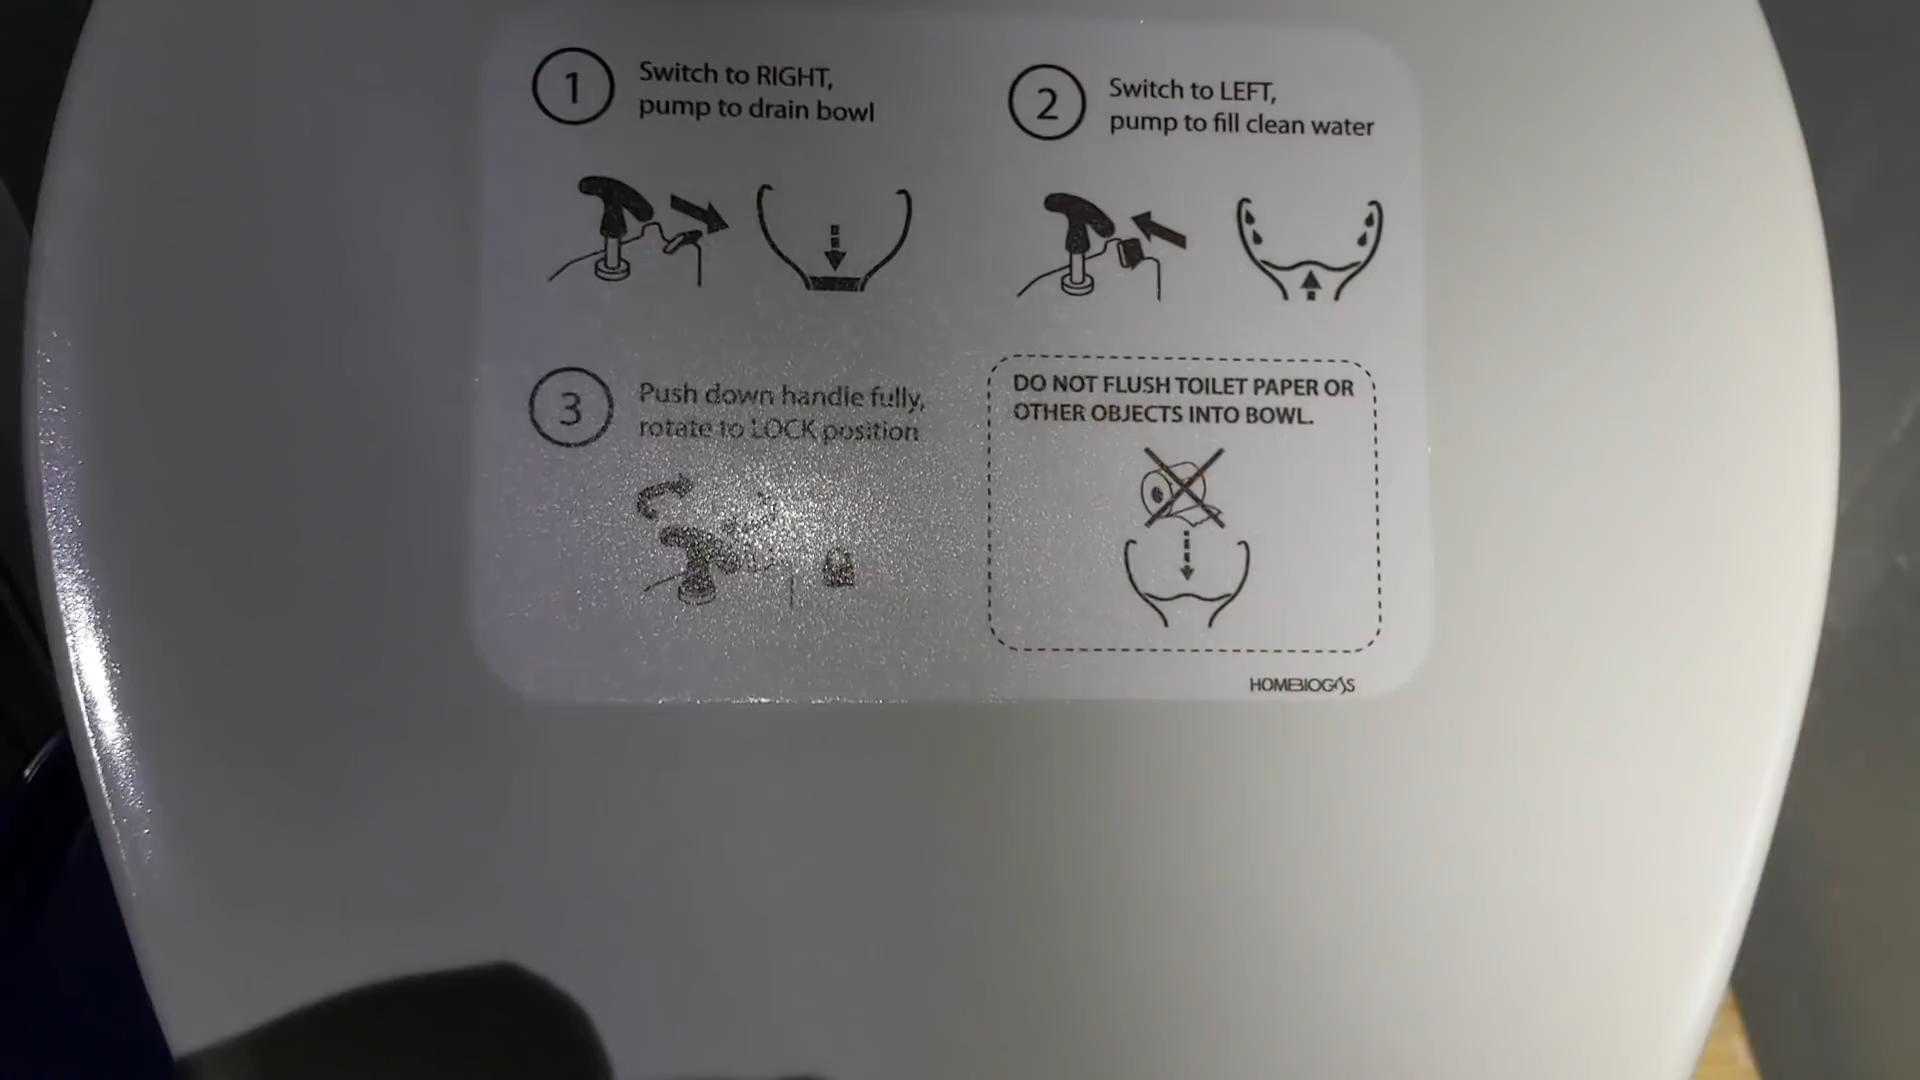 1
Switch to RIGHT,
pump to drain bowl
2
Switch to LEFT,
pump to fill clean water
3
Push down handle fully,
rotate to LOCK position
DO NOT FLUSH TOILET PAPER OR
OTHER OBJECTS INTO BOWL.
HOMEBIOGAS